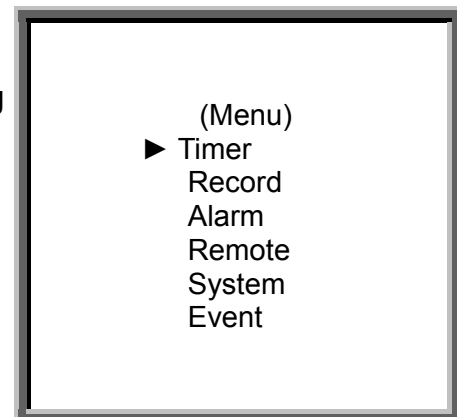 (Menu)
► Timer
Record
Alarm
Remote
System
Event